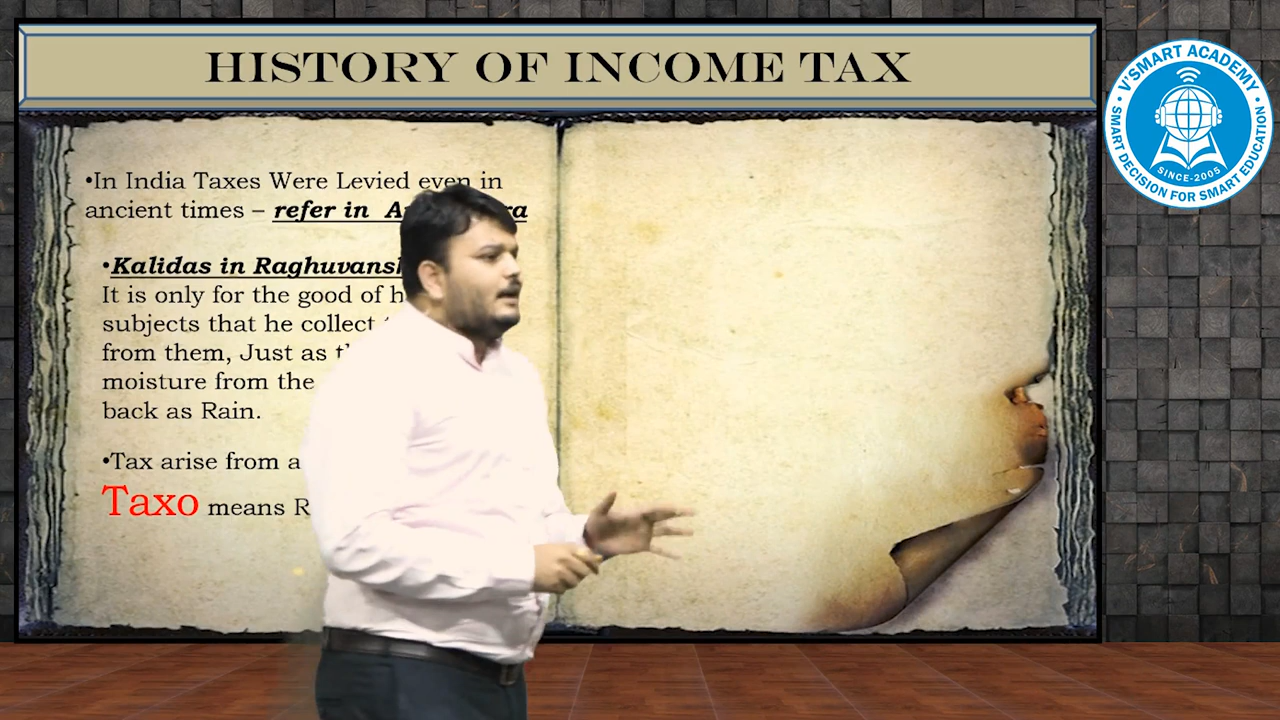 HISTORY OF INCOME TAX
•In India Taxes Were Levied even in
ancient times – refer in
•Kalidas in
It is only for the good of
subjects that he collect
from them, Just as
moisture from the
back as Rain.
•Tax arise from a
Taxo means
V'SMART ACADEMY
SINCE-2005
SMART DECISION FOR SMART EDUCATION